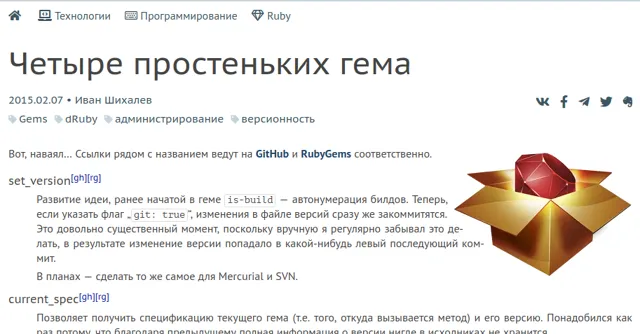 Технологии Программирование Ruby
Четыре простеньких гема
2015.02.07 • Иван Шихалев
Gems dRuby администрирование версионность
Вот, наваял... Ссылки рядом с названием ведут на GitHub и RubyGems соответственно.
set_version[gh][rg]
Развитие идеи, ранее начатой в геме is-build — автонумерация билдов. Теперь,
если указать флаг „git: true“, изменения в файле версий сразу же закоммитятся.
Это довольно существенный момент, поскольку вручную я регулярно забывал это де-
лать, в результате изменение версии попадало в какой-нибудь левый последующий ком-
мит.
В планах — сделать то же самое для Mercurial и SVN.
current_spec[gh][rg]
Позволяет получить спецификацию текущего гема (т.е. того, откуда вызывается метод) и его версию. Понадобился как
раз потому, что благодаря предыдущему полная информация о версии нигде в исходниках не хранится.